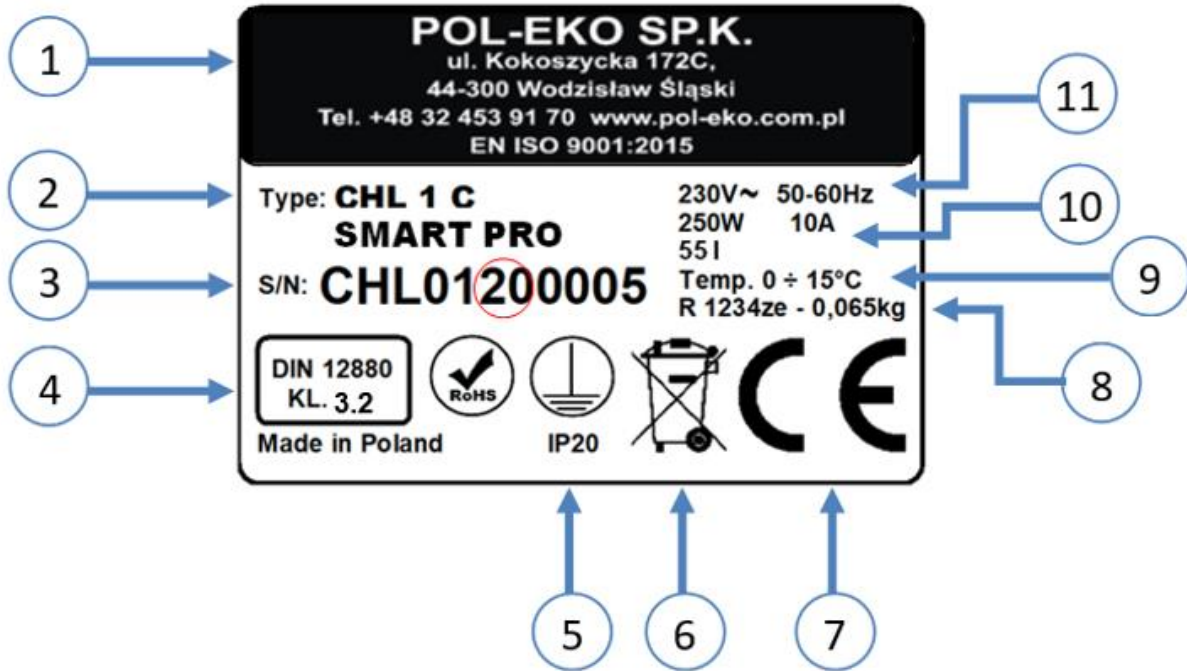 POL-EKO SP.K.
ul. Kokoszycka 172C,
44-300 Wodzisław Śląski
Tel. +48 32 453 91 70 www.pol-eko.com.pl
EN ISO 9001:2015
Type: CHL 1 C
SMART PRO
S/N: CHL01200005
230V~ 50-60Hz
250W 10A
55 l
Temp. 0 ÷ 15°C
R 1234ze - 0,065kg
DIN 12880
KL. 3.2
RoHS
Made in Poland
IP20
CE
1
2
3
4
5
6
7
8
9
10
11